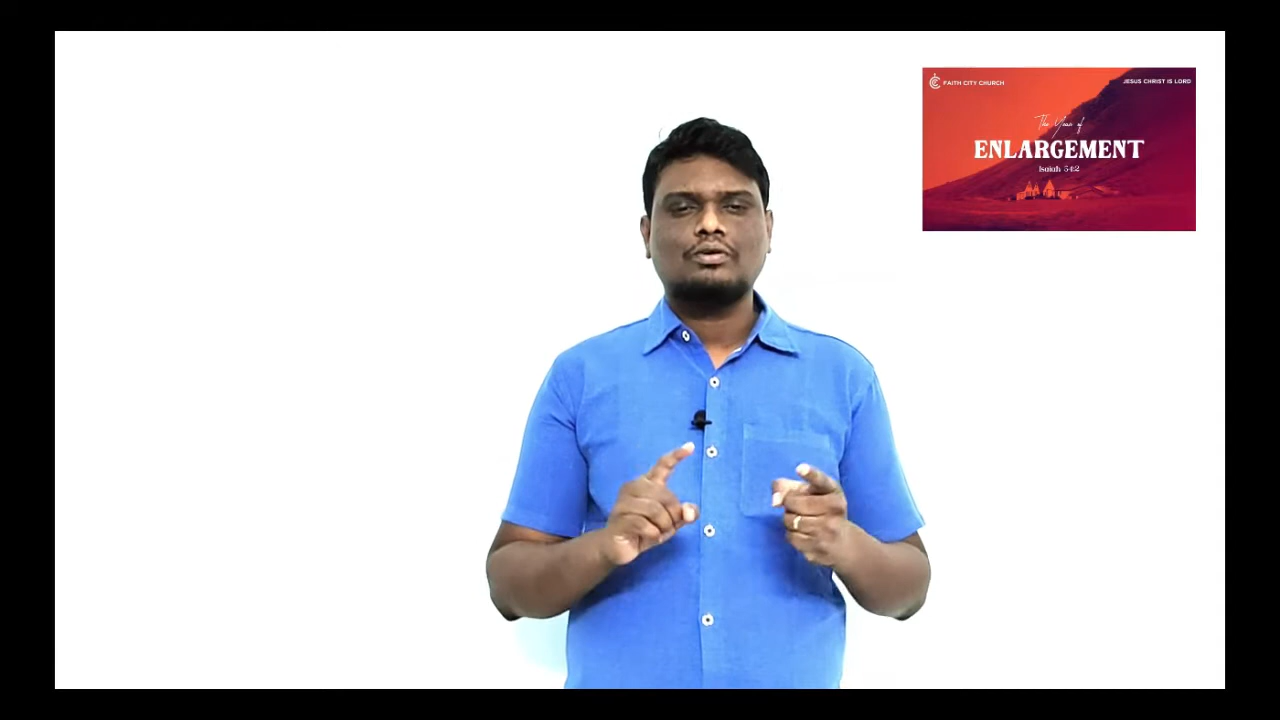 FAITH CITY CHURCH
JESUS CHRIST IS LORD
The Year of
ENLARGEMENT
Isaiah 54:2